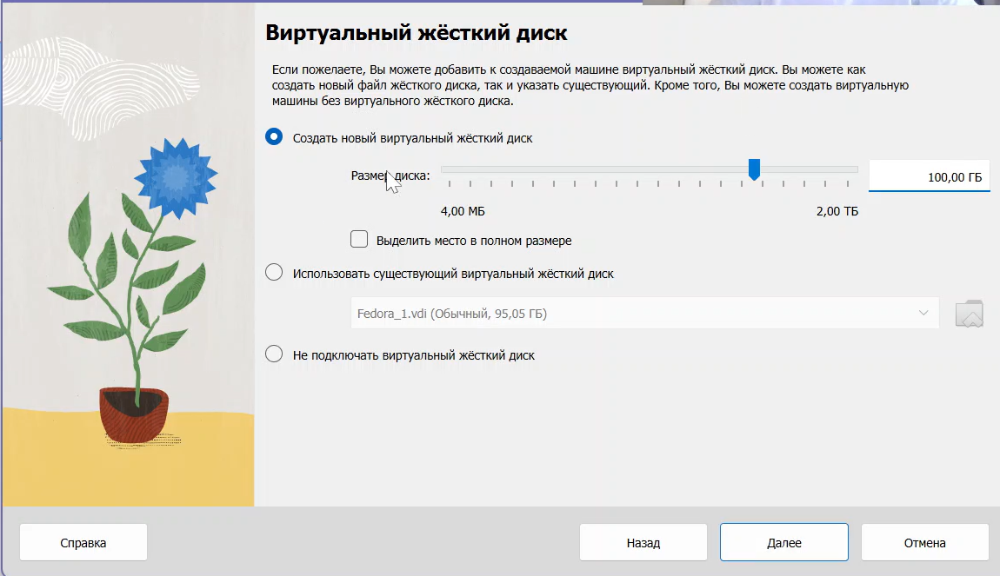 Виртуальный жёсткий диск
Если пожелаете, Вы можете добавить к создаваемой машине виртуальный жёсткий диск. Вы можете как
создать новый файл жёсткого диска, так и указать существующий. Кроме того, Вы можете создать виртуальную
машины без виртуального жёсткого диска.
Создать новый виртуальный жёсткий диск
Размер диска:
100,00 ГБ
4,00 МБ
2,00 ТБ
Выделить место в полном размере
Использовать существующий виртуальный жёсткий диск
Fedora_1.vdi (Обычный, 95,05 ГБ)
Не подключать виртуальный жёсткий диск
Справка
Назад
Далее
Отмена